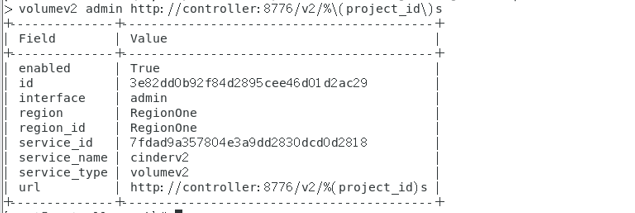 > volumev2 admin http://controller:8776/v2/%\(project_id\)s
+--------------+------------------------------------------+
| Field        | Value                                    |
+--------------+------------------------------------------+
| enabled      | True                                     |
| id           | 3e82dd0b92f84d2895cee46d01d2ac29         |
| interface    | admin                                    |
| region       | RegionOne                                |
| region_id    | RegionOne                                |
| service_id   | 7fdad9a357804e3a9dd2830dcd0d2818         |
| service_name | cinderv2                                 |
| service_type | volumev2                                 |
| url          | http://controller:8776/v2/%(project_id)s |
+--------------+------------------------------------------+